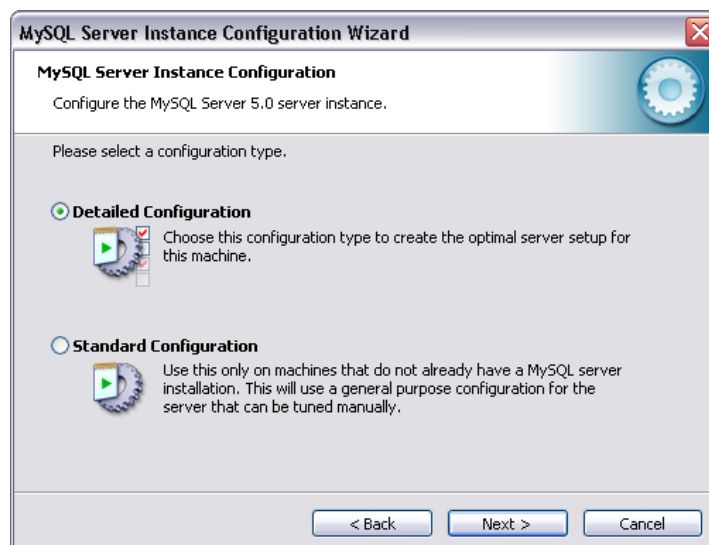 MySQL Server Instance Configuration Wizard
MySQL Server Instance Configuration
Configure the MySQL Server 5.0 server instance.
Please select a configuration type.
Detailed Configuration
Choose this configuration type to create the optimal server setup for
this machine.
Standard Configuration
Use this only on machines that do not already have a MySQL server
installation. This will use a general purpose configuration for the
server that can be tuned manually.
< Back
Next >
Cancel